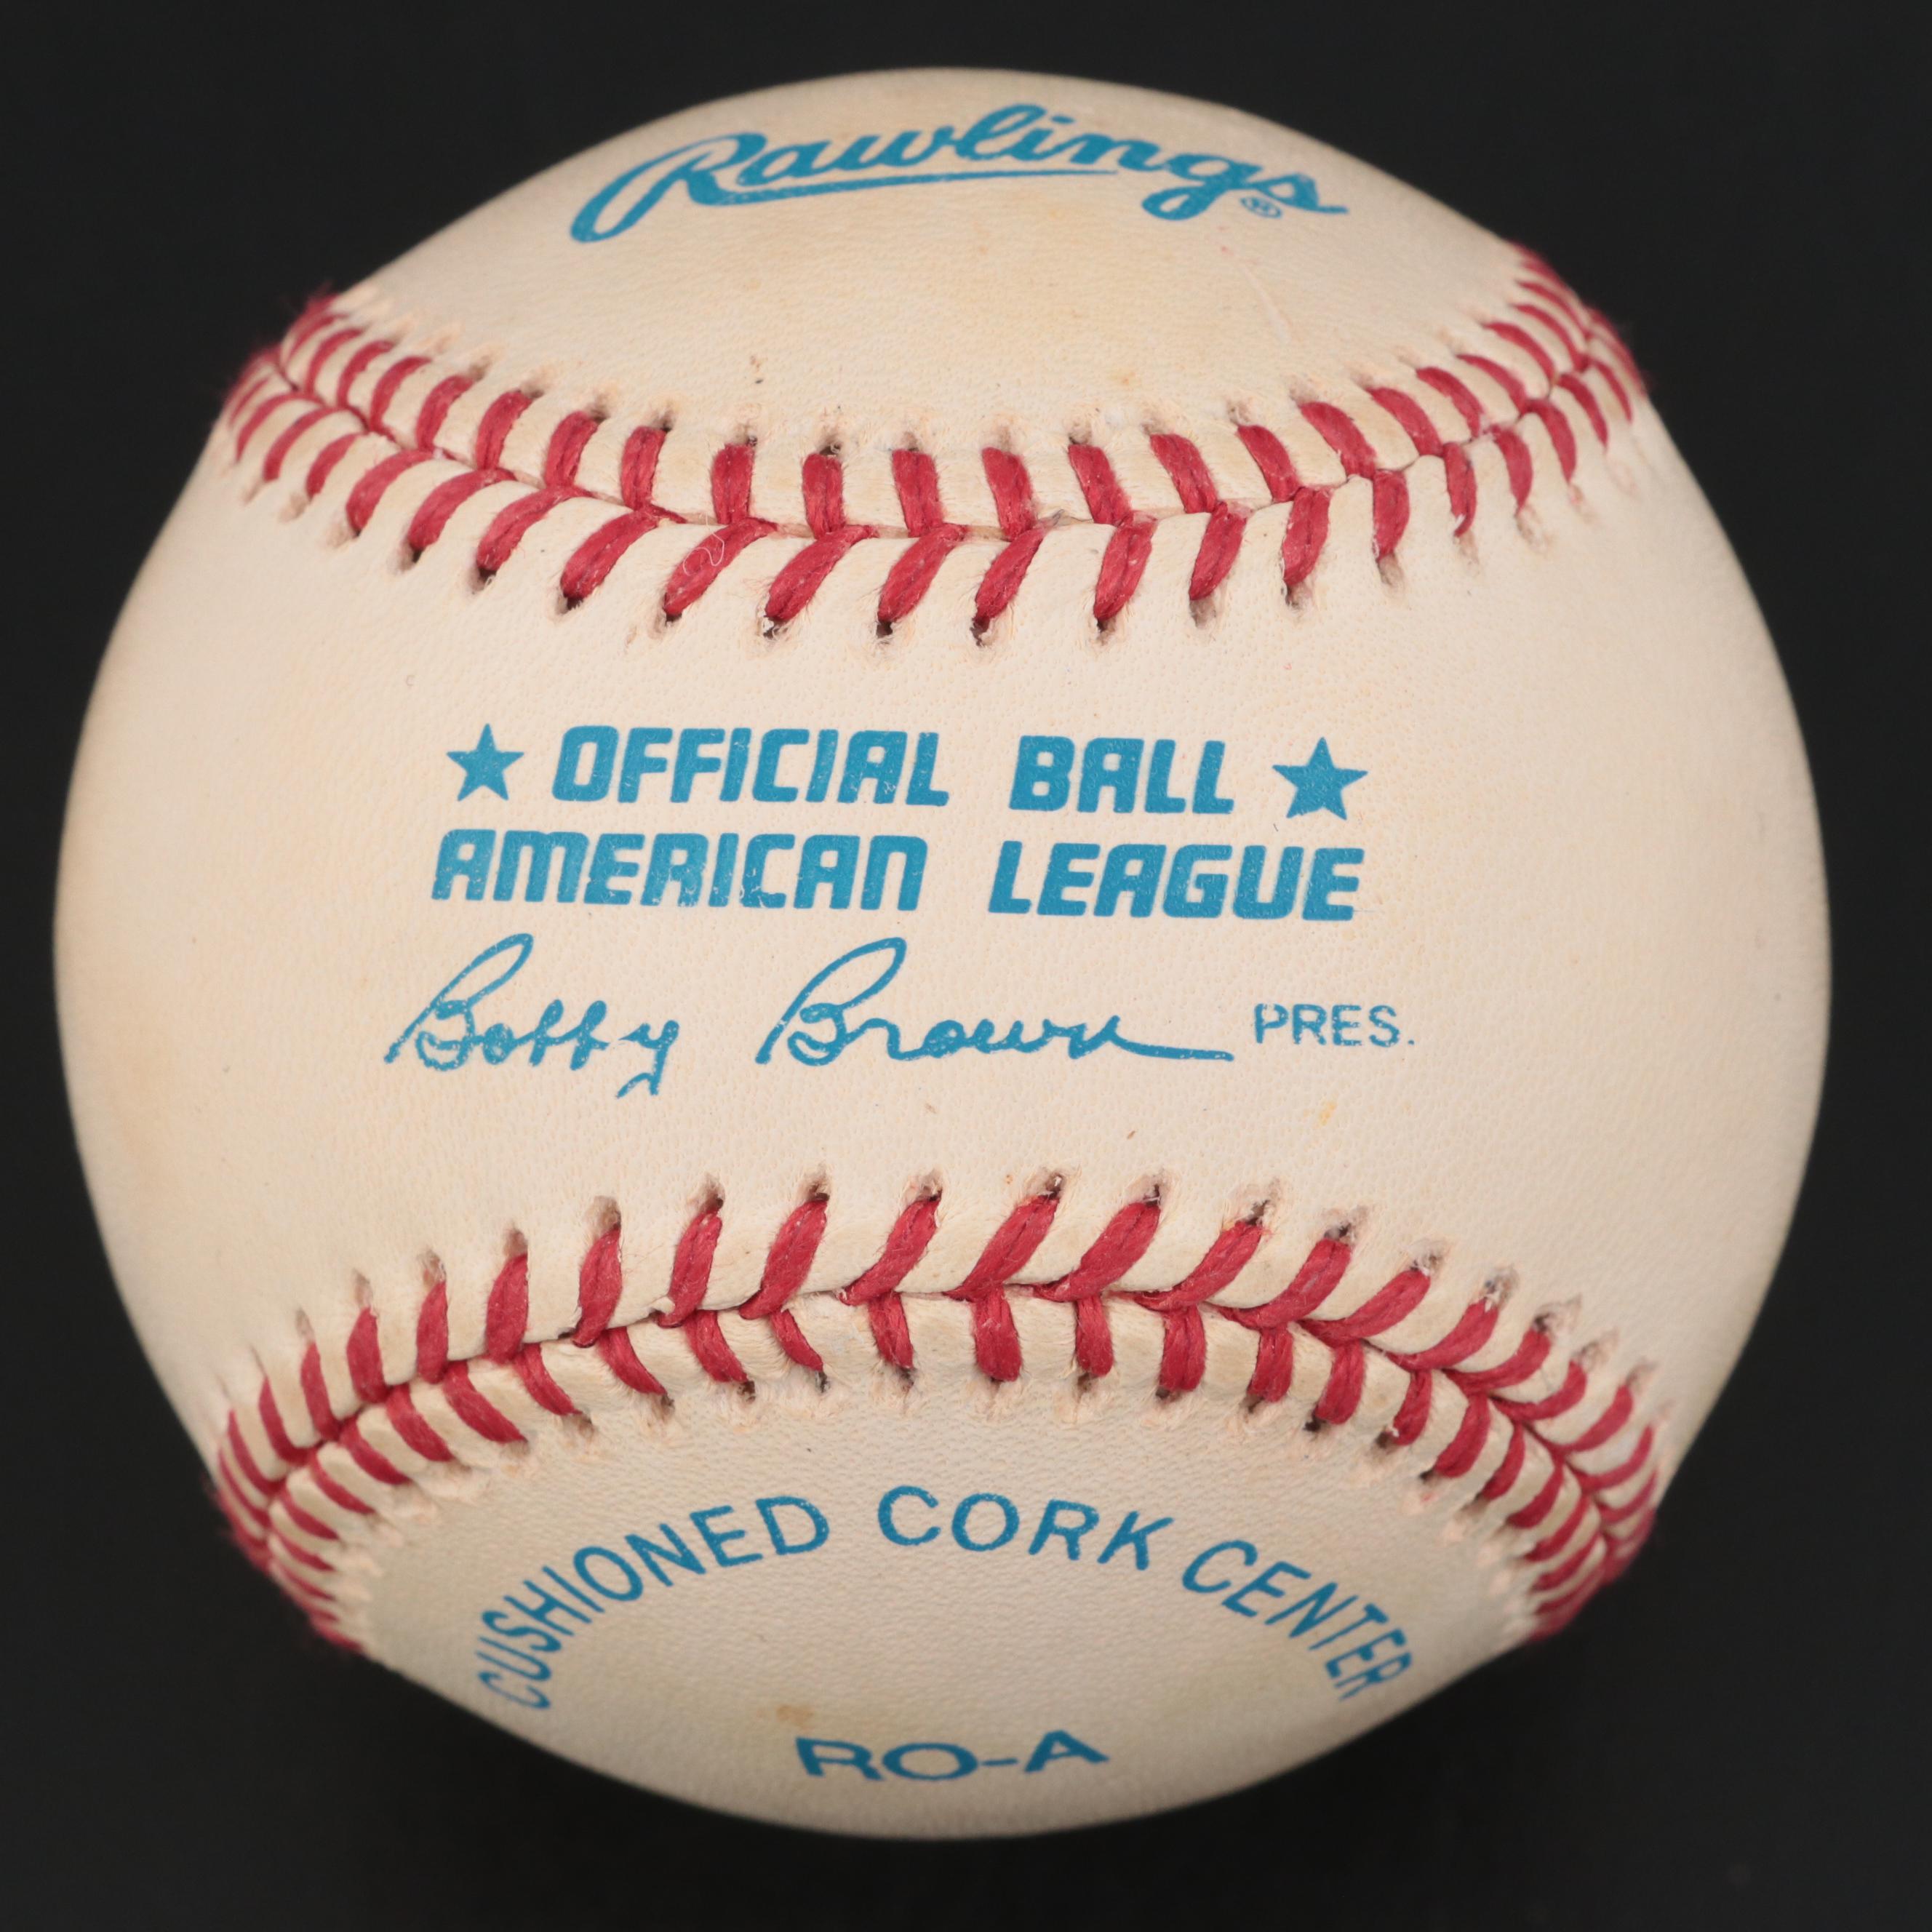 Rawlings®
★ OFFICIAL BALL ★
AMERICAN LEAGUE
Bobby Brown PRES.
CUSHIONED CORK CENTER
RO-A